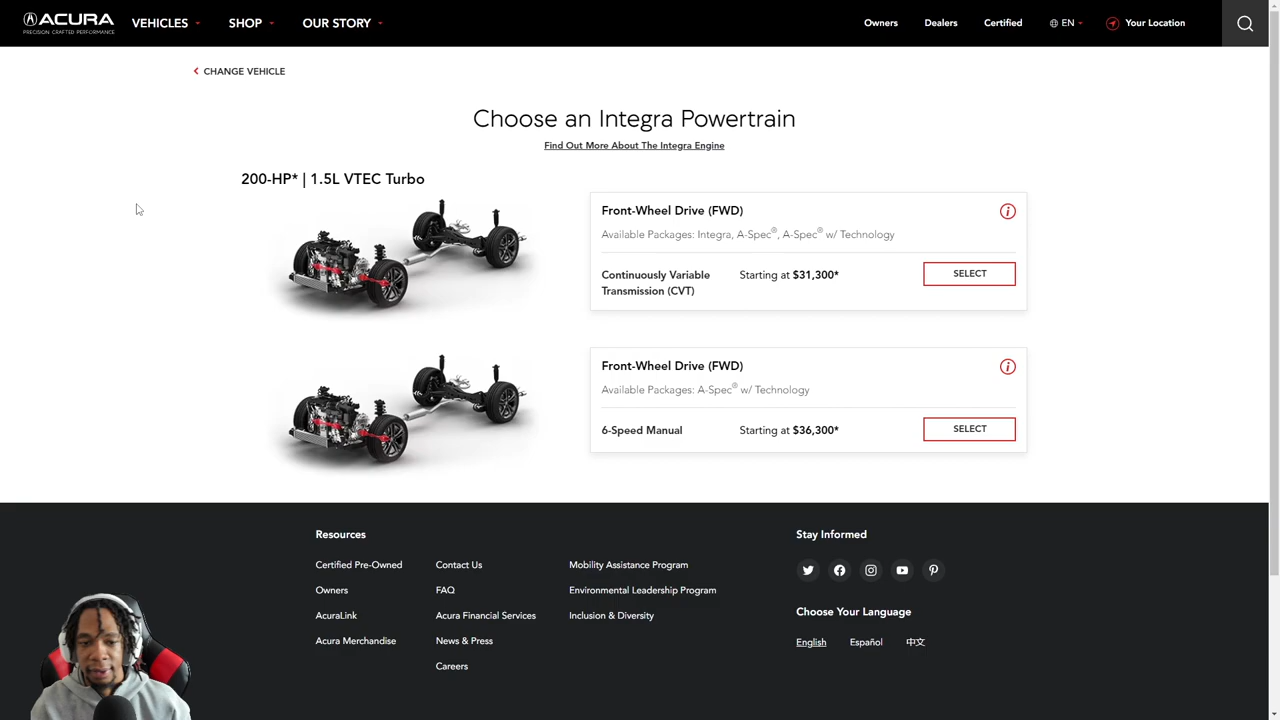 ACURA
PRECISION CRAFTED PERFORMANCE
VEHICLES
SHOP
OUR STORY
Owners
Dealers
Certified
EN
Your Location
CHANGE VEHICLE
Choose an Integra Powertrain
Find Out More About The Integra Engine
200-HP* | 1.5L VTEC Turbo
Front-Wheel Drive (FWD)
Available Packages: Integra, A-Spec®, A-Spec® w/ Technology
Continuously Variable
Transmission (CVT)
Starting at $31,300*
SELECT
Front-Wheel Drive (FWD)
Available Packages: A-Spec® w/ Technology
6-Speed Manual
Starting at $36,300*
SELECT
Resources
Certified Pre-Owned
Owners
AcuraLink
Acura Merchandise
Contact Us
FAQ
Acura Financial Services
News & Press
Careers
Mobility Assistance Program
Environmental Leadership Program
Inclusion & Diversity
Stay Informed
Choose Your Language
English
Español
中文